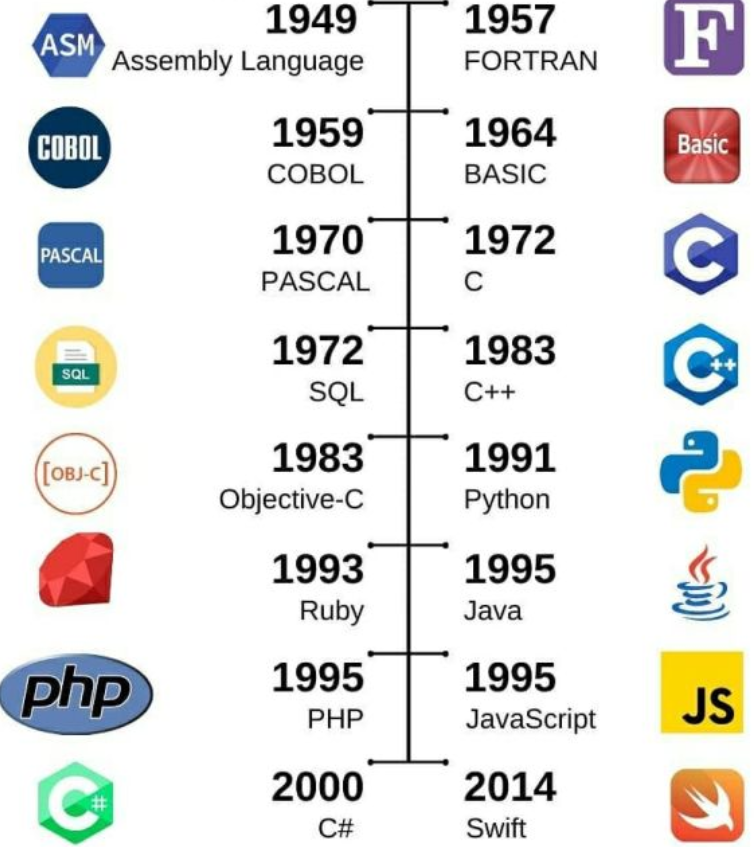 ASM
1949
Assembly Language
1957
FORTRAN
F
COBOL
1959
COBOL
1964
BASIC
Basic
PASCAL
1970
PASCAL
1972
C
C
SQL
1972
SQL
1983
C++
C++
[OBJ-C]
1983
Objective-C
1991
Python
1993
Ruby
1995
Java
php
1995
PHP
1995
JavaScript
JS
C#
2000
C#
2014
Swift